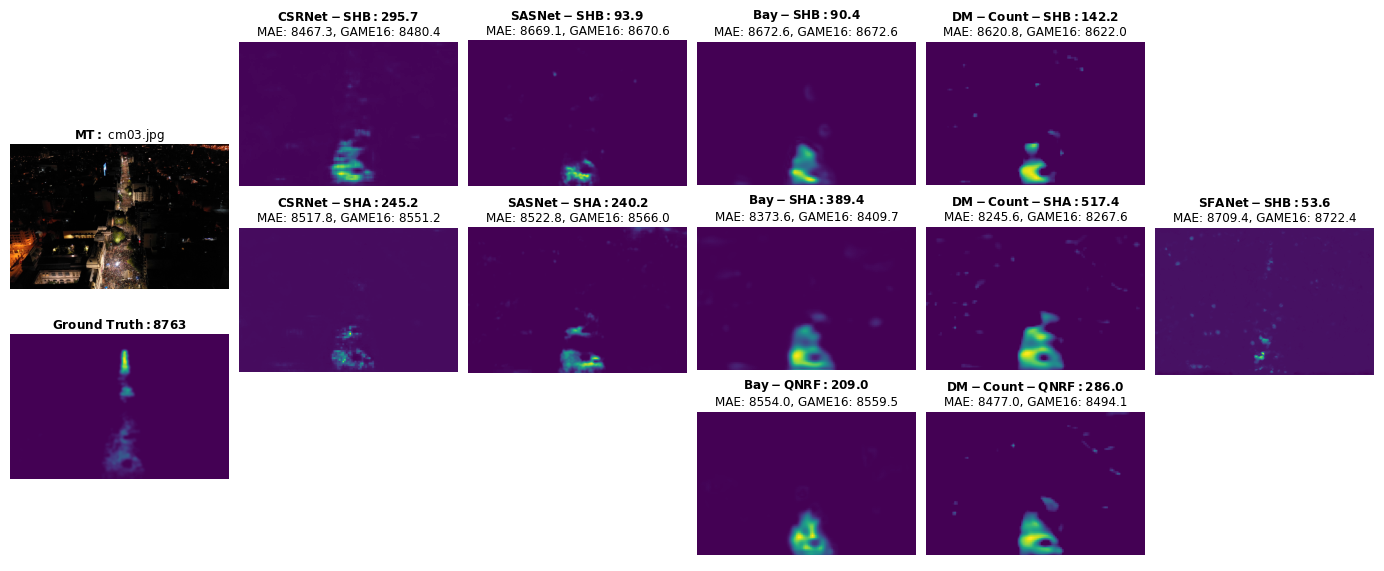 CSRNet − SHB : 295.7
MAE: 8467.3, GAME16: 8480.4
SASNet − SHB : 93.9
MAE: 8669.1, GAME16: 8670.6
Bay − SHB : 90.4
MAE: 8672.6, GAME16: 8672.6
DM − Count − SHB : 142.2
MAE: 8620.8, GAME16: 8622.0
MT : cm03.jpg
CSRNet − SHA : 245.2
MAE: 8517.8, GAME16: 8551.2
SASNet − SHA : 240.2
MAE: 8522.8, GAME16: 8566.0
Bay − SHA : 389.4
MAE: 8373.6, GAME16: 8409.7
DM − Count − SHA : 517.4
MAE: 8245.6, GAME16: 8267.6
SFANet − SHB : 53.6
MAE: 8709.4, GAME16: 8722.4
Ground Truth : 8763
Bay − QNRF : 209.0
MAE: 8554.0, GAME16: 8559.5
DM − Count − QNRF : 286.0
MAE: 8477.0, GAME16: 8494.1